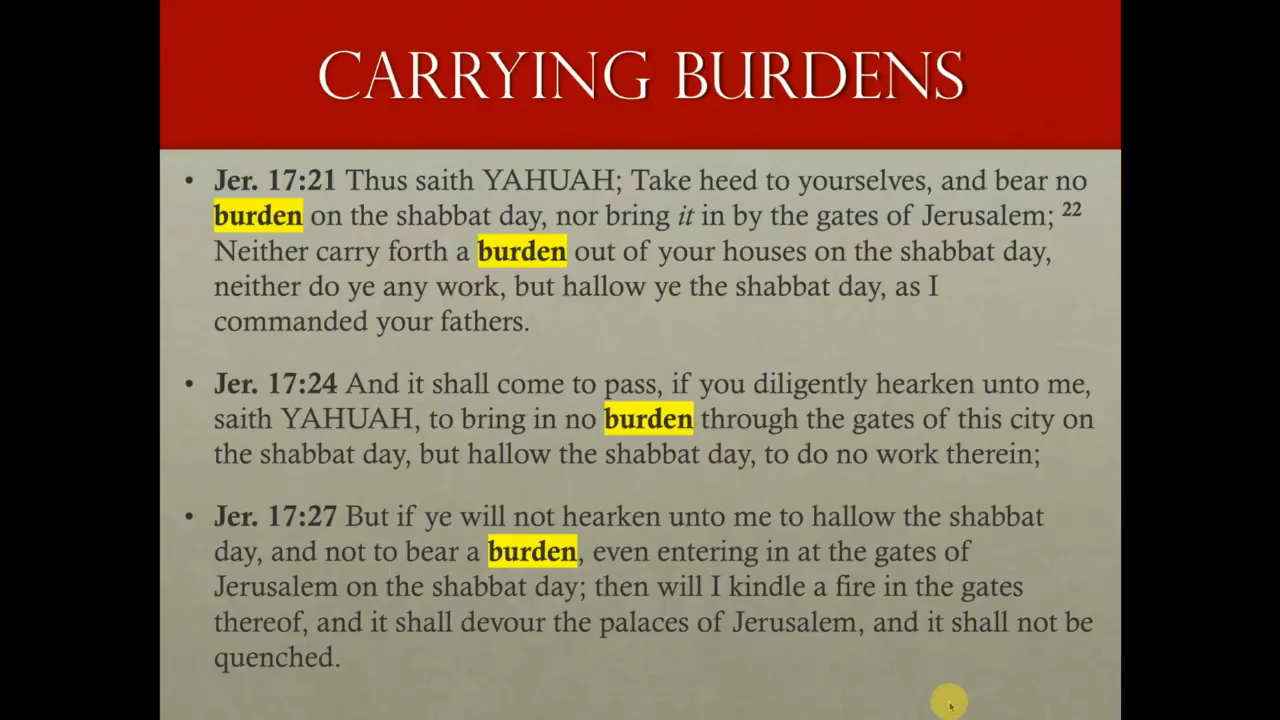 CARRYING BURDENS
• Jer. 17:21 Thus saith YAHUAH; Take heed to yourselves, and bear no
burden on the shabbat day, nor bring it in by the gates of Jerusalem; 22
Neither carry forth a burden out of your houses on the shabbat day,
neither do ye any work, but hallow ye the shabbat day, as I
commanded your fathers.
• Jer. 17:24 And it shall come to pass, if you diligently hearken unto me,
saith YAHUAH, to bring in no burden through the gates of this city on
the shabbat day, but hallow the shabbat day, to do no work therein;
• Jer. 17:27 But if ye will not hearken unto me to hallow the shabbat
day, and not to bear a burden, even entering in at the gates of
Jerusalem on the shabbat day; then will I kindle a fire in the gates
thereof, and it shall devour the palaces of Jerusalem, and it shall not be
quenched.